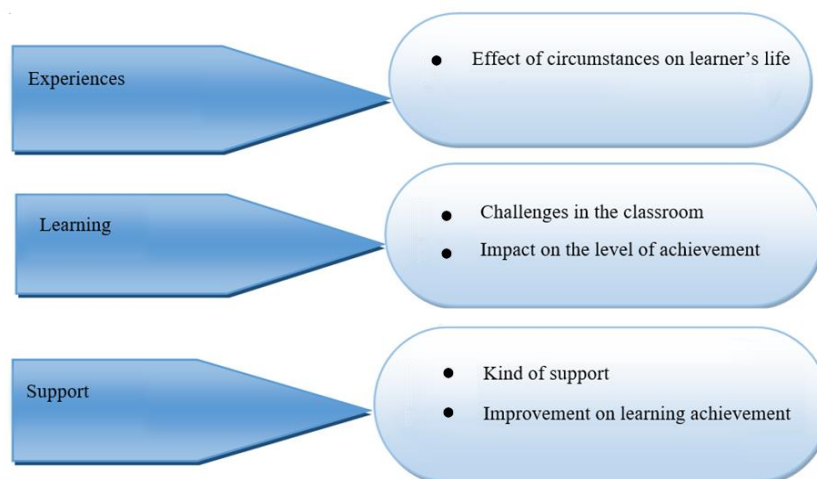 Experiences
● Effect of circumstances on learner’s life
Learning
● Challenges in the classroom
● Impact on the level of achievement
Support
● Kind of support
● Improvement on learning achievement